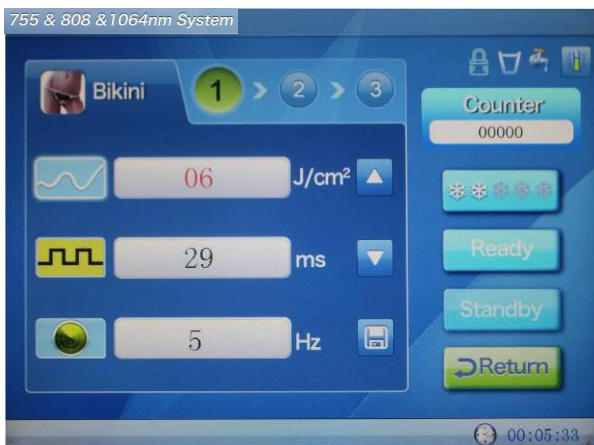 755 & 808 &1064nm System
Bikini
1 > 2 > 3
Counter
00000
06 J/cm²
29 ms
Ready
5 Hz
Standby
Return
00:05:33